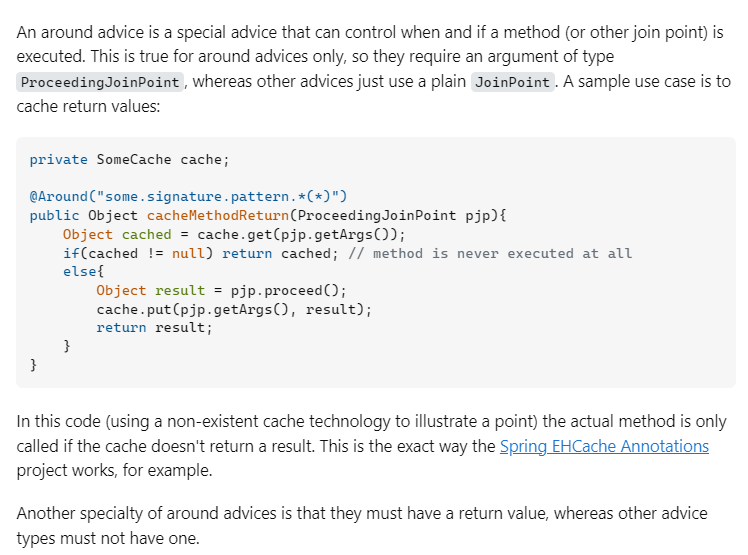 An around advice is a special advice that can control when and if a method (or other join point) is
executed. This is true for around advices only, so they require an argument of type
ProceedingJoinPoint, whereas other advices just use a plain JoinPoint. A sample use case is to
cache return values:
private SomeCache cache;
@Around("some.signature.pattern.*(*)")
public Object cacheMethodReturn(ProceedingJoinPoint pjp){
    Object cached = cache.get(pjp.getArgs());
    if(cached != null) return cached; // method is never executed at all
    else{
        Object result = pjp.proceed();
        cache.put(pjp.getArgs(), result);
        return result;
    }
}
In this code (using a non-existent cache technology to illustrate a point) the actual method is only
called if the cache doesn't return a result. This is the exact way the Spring EHCache Annotations
project works, for example.
Another specialty of around advices is that they must have a return value, whereas other advice
types must not have one.